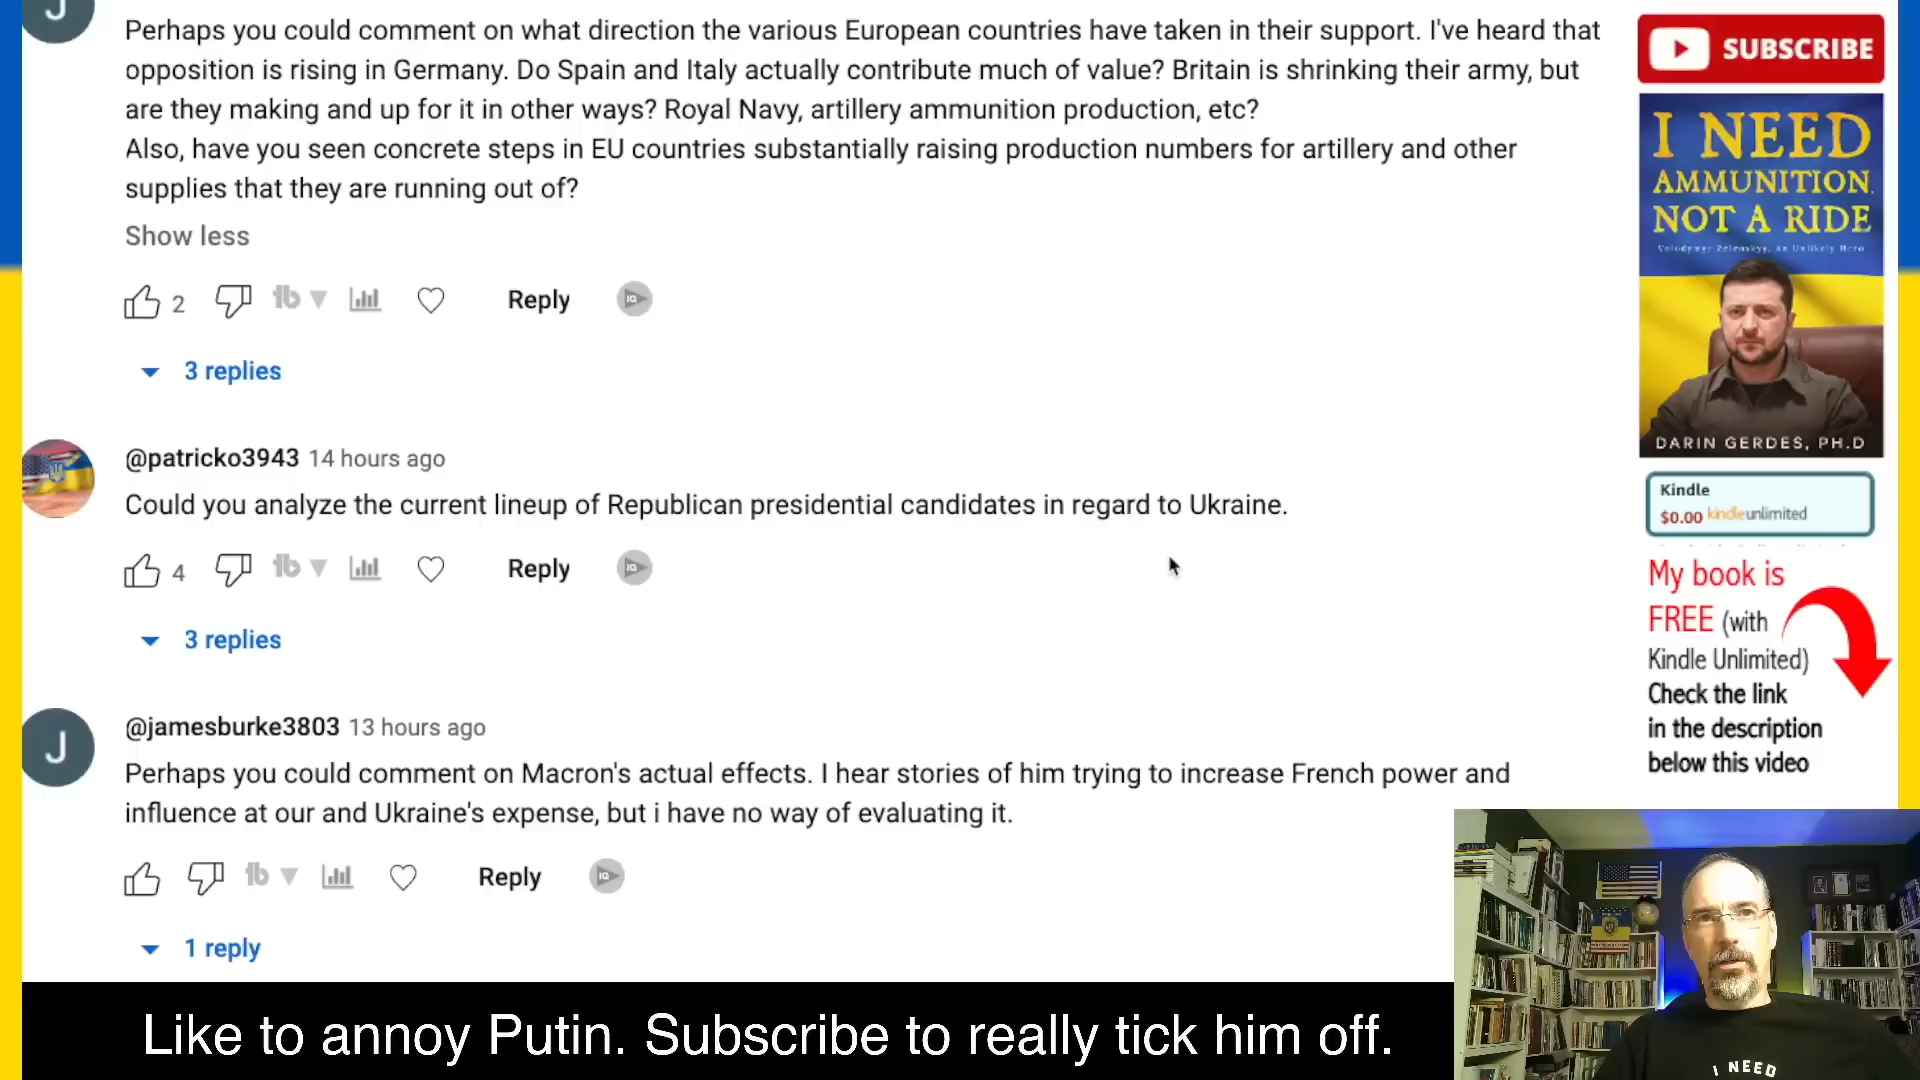 J
Perhaps you could comment on what direction the various European countries have taken in their support. I've heard that
opposition is rising in Germany. Do Spain and Italy actually contribute much of value? Britain is shrinking their army, but
are they making and up for it in other ways? Royal Navy, artillery ammunition production, etc?
Also, have you seen concrete steps in EU countries substantially raising production numbers for artillery and other
supplies that they are running out of?
Show less
2
Reply
3 replies
@patricko3943 14 hours ago
Could you analyze the current lineup of Republican presidential candidates in regard to Ukraine.
4
Reply
3 replies
J
@jamesburke3803 13 hours ago
Perhaps you could comment on Macron's actual effects. I hear stories of him trying to increase French power and
influence at our and Ukraine's expense, but i have no way of evaluating it.
Reply
1 reply
SUBSCRIBE
I NEED
AMMUNITION,
NOT A RIDE
Volodymyr Zelenskyy, An Unlikely Hero
DARIN GERDES, PH.D
Kindle
$0.00 kindleunlimited
My book is
FREE (with
Kindle Unlimited)
Check the link
in the description
below this video
I NEED
Like to annoy Putin. Subscribe to really tick him off.